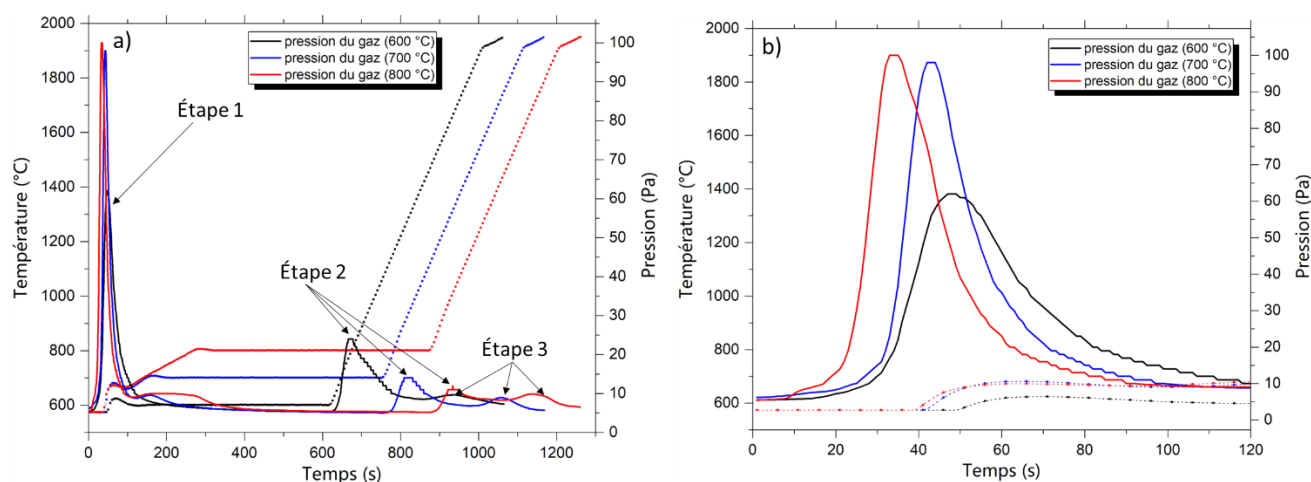 a)
pression du gaz (600 °C)
pression du gaz (700 °C)
pression du gaz (800 °C)
Étape 1
Étape 2
Étape 3
Température (°C)
2000
1800
1600
1400
1200
1000
800
600
Pression (Pa)
100
90
80
70
60
50
40
30
20
10
0
0 200 400 600 800 1000 1200
Temps (s)
b)
pression du gaz (600 °C)
pression du gaz (700 °C)
pression du gaz (800 °C)
Température (°C)
2000
1800
1600
1400
1200
1000
800
600
Pression (Pa)
100
90
80
70
60
50
40
30
20
10
0
0 20 40 60 80 100 120
Temps (s)